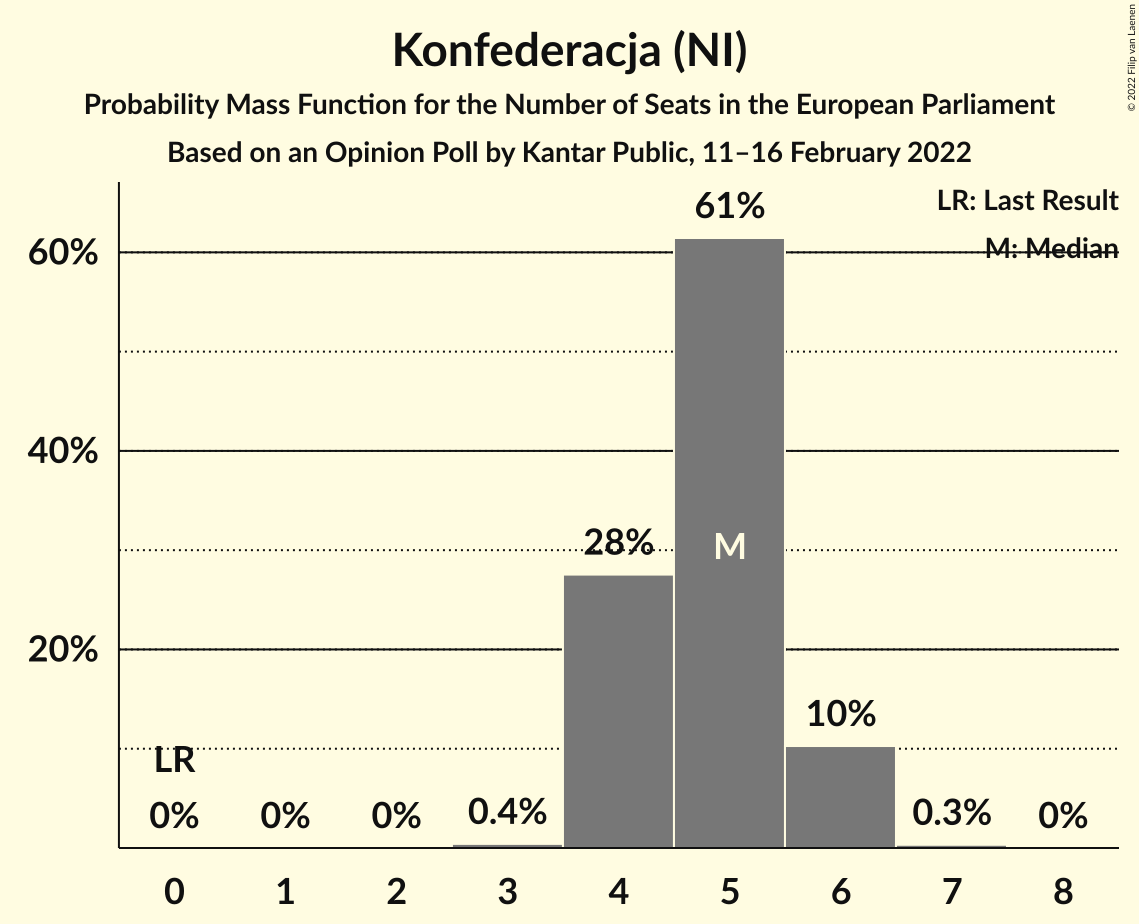 Konfederacja (NI)
Probability Mass Function for the Number of Seats in the European Parliament
Based on an Opinion Poll by Kantar Public, 11–16 February 2022
© 2022 Filip van Laenen
LR: Last Result
M: Median
60%
40%
20%
61%
28%
M
10%
LR
0%
0%
0%
0.4%
0.3%
0%
0 1 2 3 4 5 6 7 8